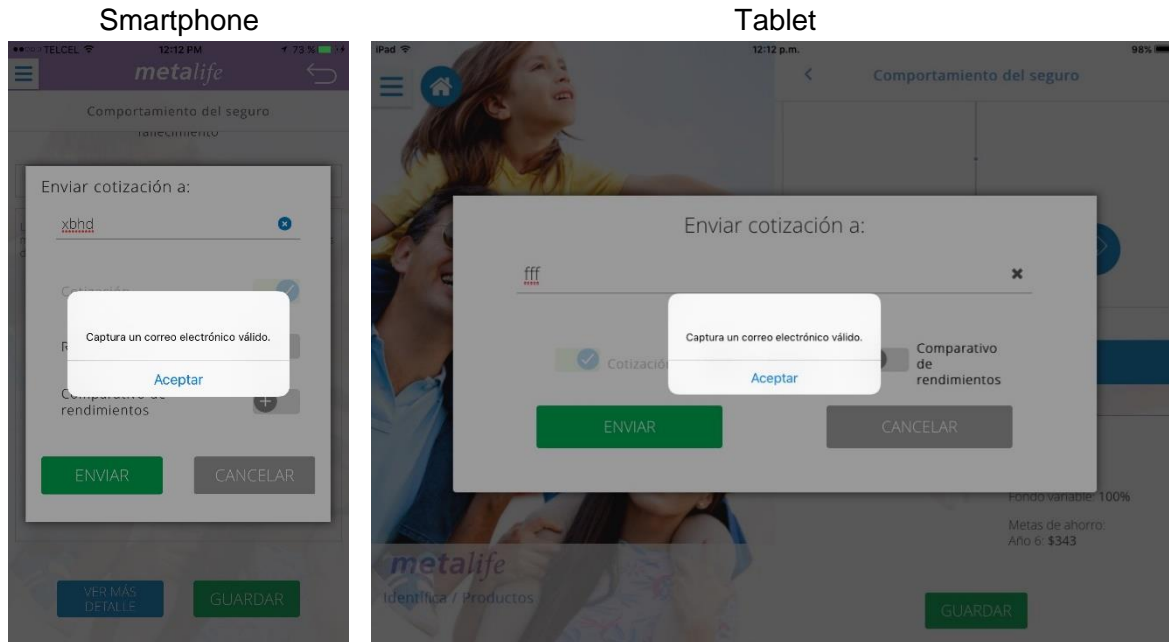 Smartphone
TELCEL 12:12 PM 73 %
metalife
Comportamiento del seguro
fallecimiento
Enviar cotización a:
xbhd
Cotización
Captura un correo electrónico válido.
Aceptar
Comparativo de
rendimientos
ENVIAR CANCELAR
VER MÁS
DETALLE
GUARDAR
Tablet
iPad 12:12 p.m. 98%
Comportamiento del seguro
Enviar cotización a:
fff
Captura un correo electrónico válido.
Aceptar
Cotización
Comparativo
de
rendimientos
ENVIAR CANCELAR
Fondo variable: 100%
Metas de ahorro:
Año 6: $343
metalife
Identifica / Productos
GUARDAR